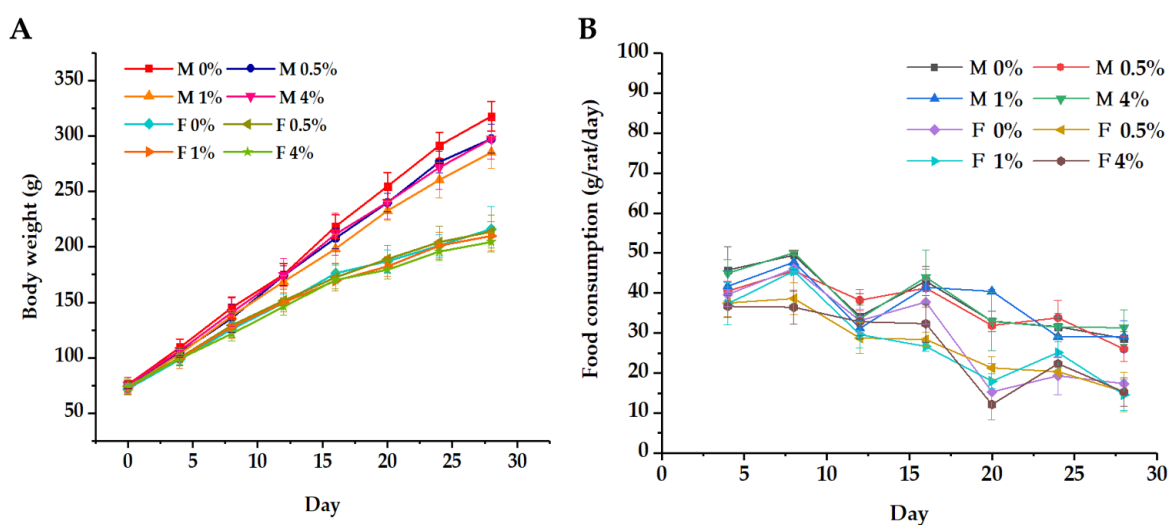 A
B
Body weight (g)
350
300
250
200
150
100
50
M 0% M 0.5%
M 1% M 4%
F 0% F 0.5%
F 1% F 4%
0 5 10 15 20 25 30
Day
Food consumption (g/rat/day)
100
90
80
70
60
50
40
30
20
10
0
M 0% M 0.5%
M 1% M 4%
F 0% F 0.5%
F 1% F 4%
0 5 10 15 20 25 30
Day